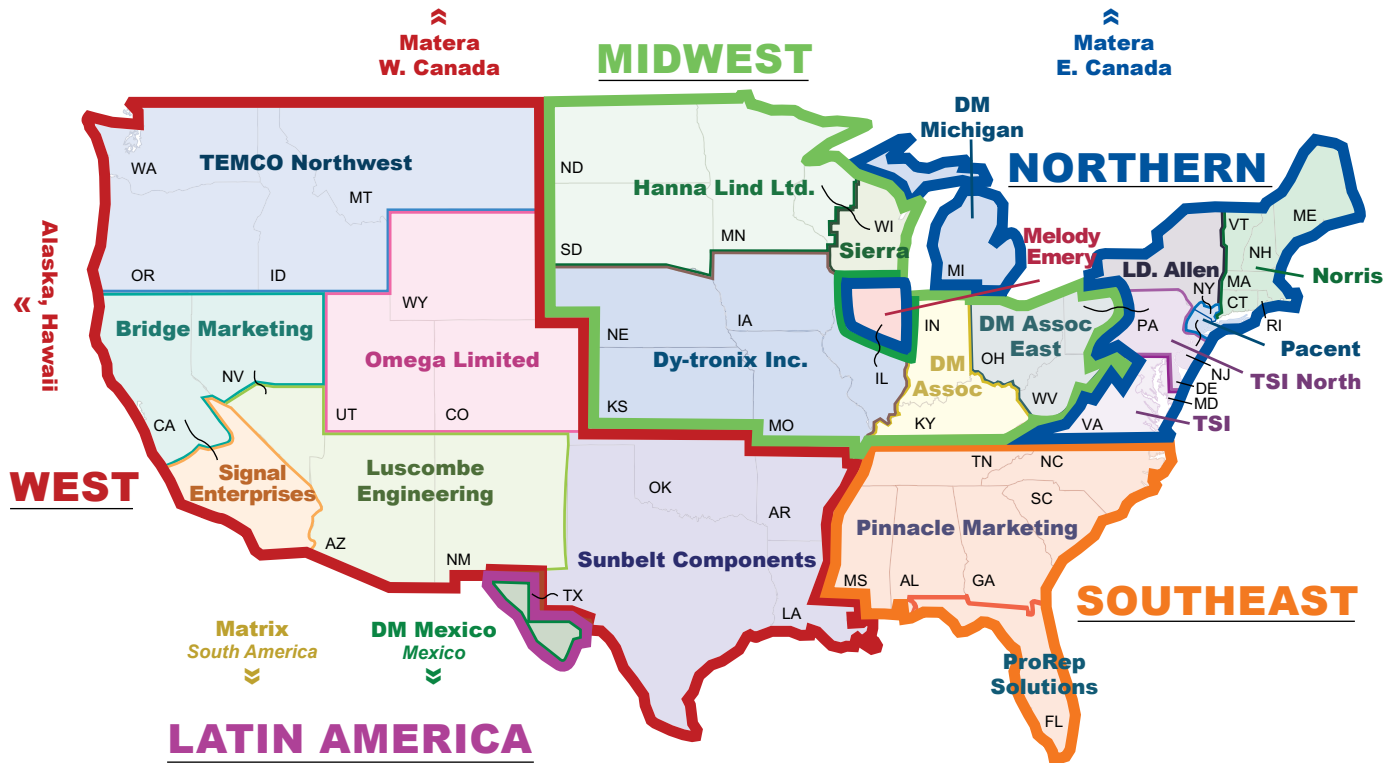 Matera
W. Canada
MIDWEST
Matera
E. Canada
DM
Michigan
NORTHERN
WA
TEMCO Northwest
MT
OR
ID
ND
Hanna Lind Ltd.
SD
MN
WI
Sierra
MI
Melody
Emery
VT
ME
NH
LD. Allen
MA
NY
CT
Norris
RI
Alaska, Hawaii
Bridge Marketing
NV
CA
WY
Omega Limited
UT
CO
NE
IA
Dy-tronix Inc.
KS
MO
IL
IN
DM
Assoc
KY
DM Assoc
East
OH
WV
PA
Pacent
NJ
TSI North
DE
MD
TSI
VA
WEST
Signal
Enterprises
Luscombe
Engineering
AZ
NM
OK
AR
Sunbelt Components
TX
LA
TN
NC
SC
Pinnacle Marketing
MS
AL
GA
SOUTHEAST
ProRep
Solutions
FL
Matrix
South America
DM Mexico
Mexico
LATIN AMERICA